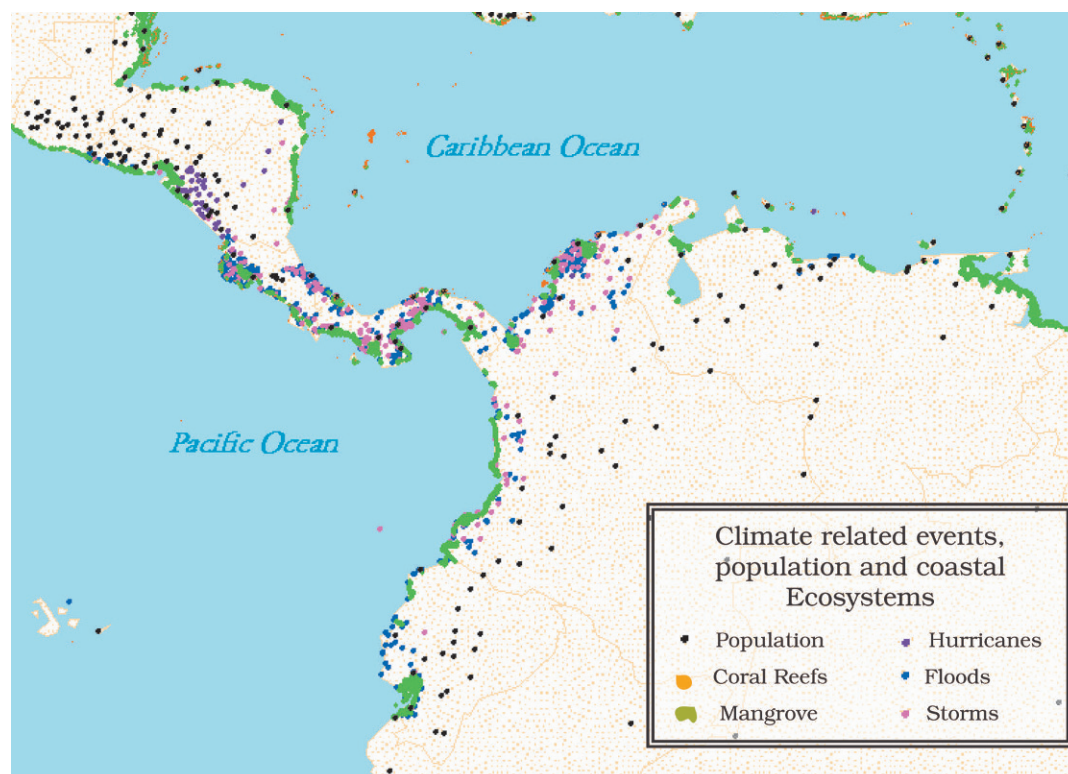 Caribbean Ocean
Pacific Ocean
Climate related events,
population and coastal
Ecosystems
Population
Hurricanes
Coral Reefs
Floods
Mangrove
Storms